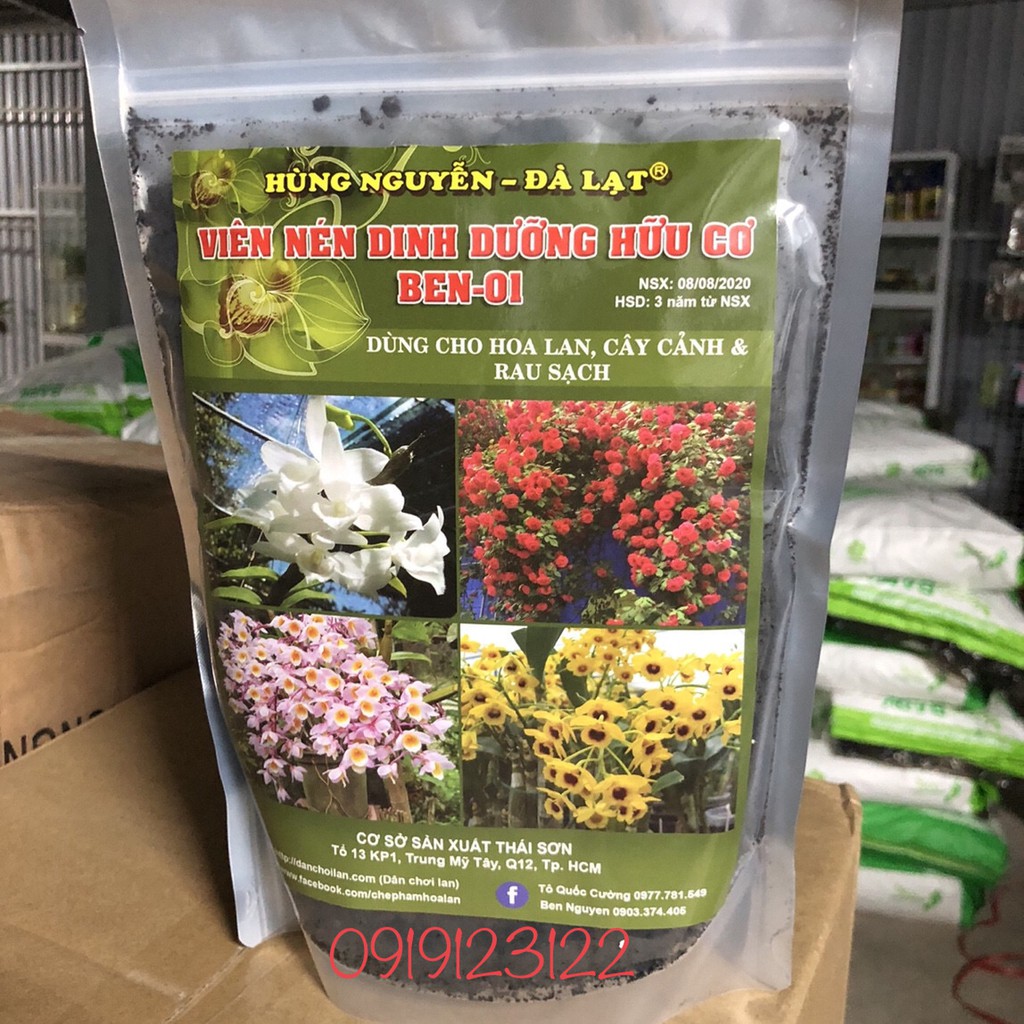 HÙNG NGUYỄN – ĐÀ LẠT®
VIÊN NÉN DINH DƯỠNG HỮU CƠ
BEN-01
NSX: 08/08/2020
HSD: 3 năm từ NSX
DÙNG CHO HOA LAN, CÂY CẢNH &
RAU SẠCH
CƠ SỞ SẢN XUẤT THÁI SƠN
Tổ 13 KP1, Trung Mỹ Tây, Q12, Tp. HCM
http://danchoilan.com (Dân chơi lan)
www.facebook.com/chephamhoalan
f
Tô Quốc Cường 0977.781.549
Ben Nguyen 0903.374.405
0919123122